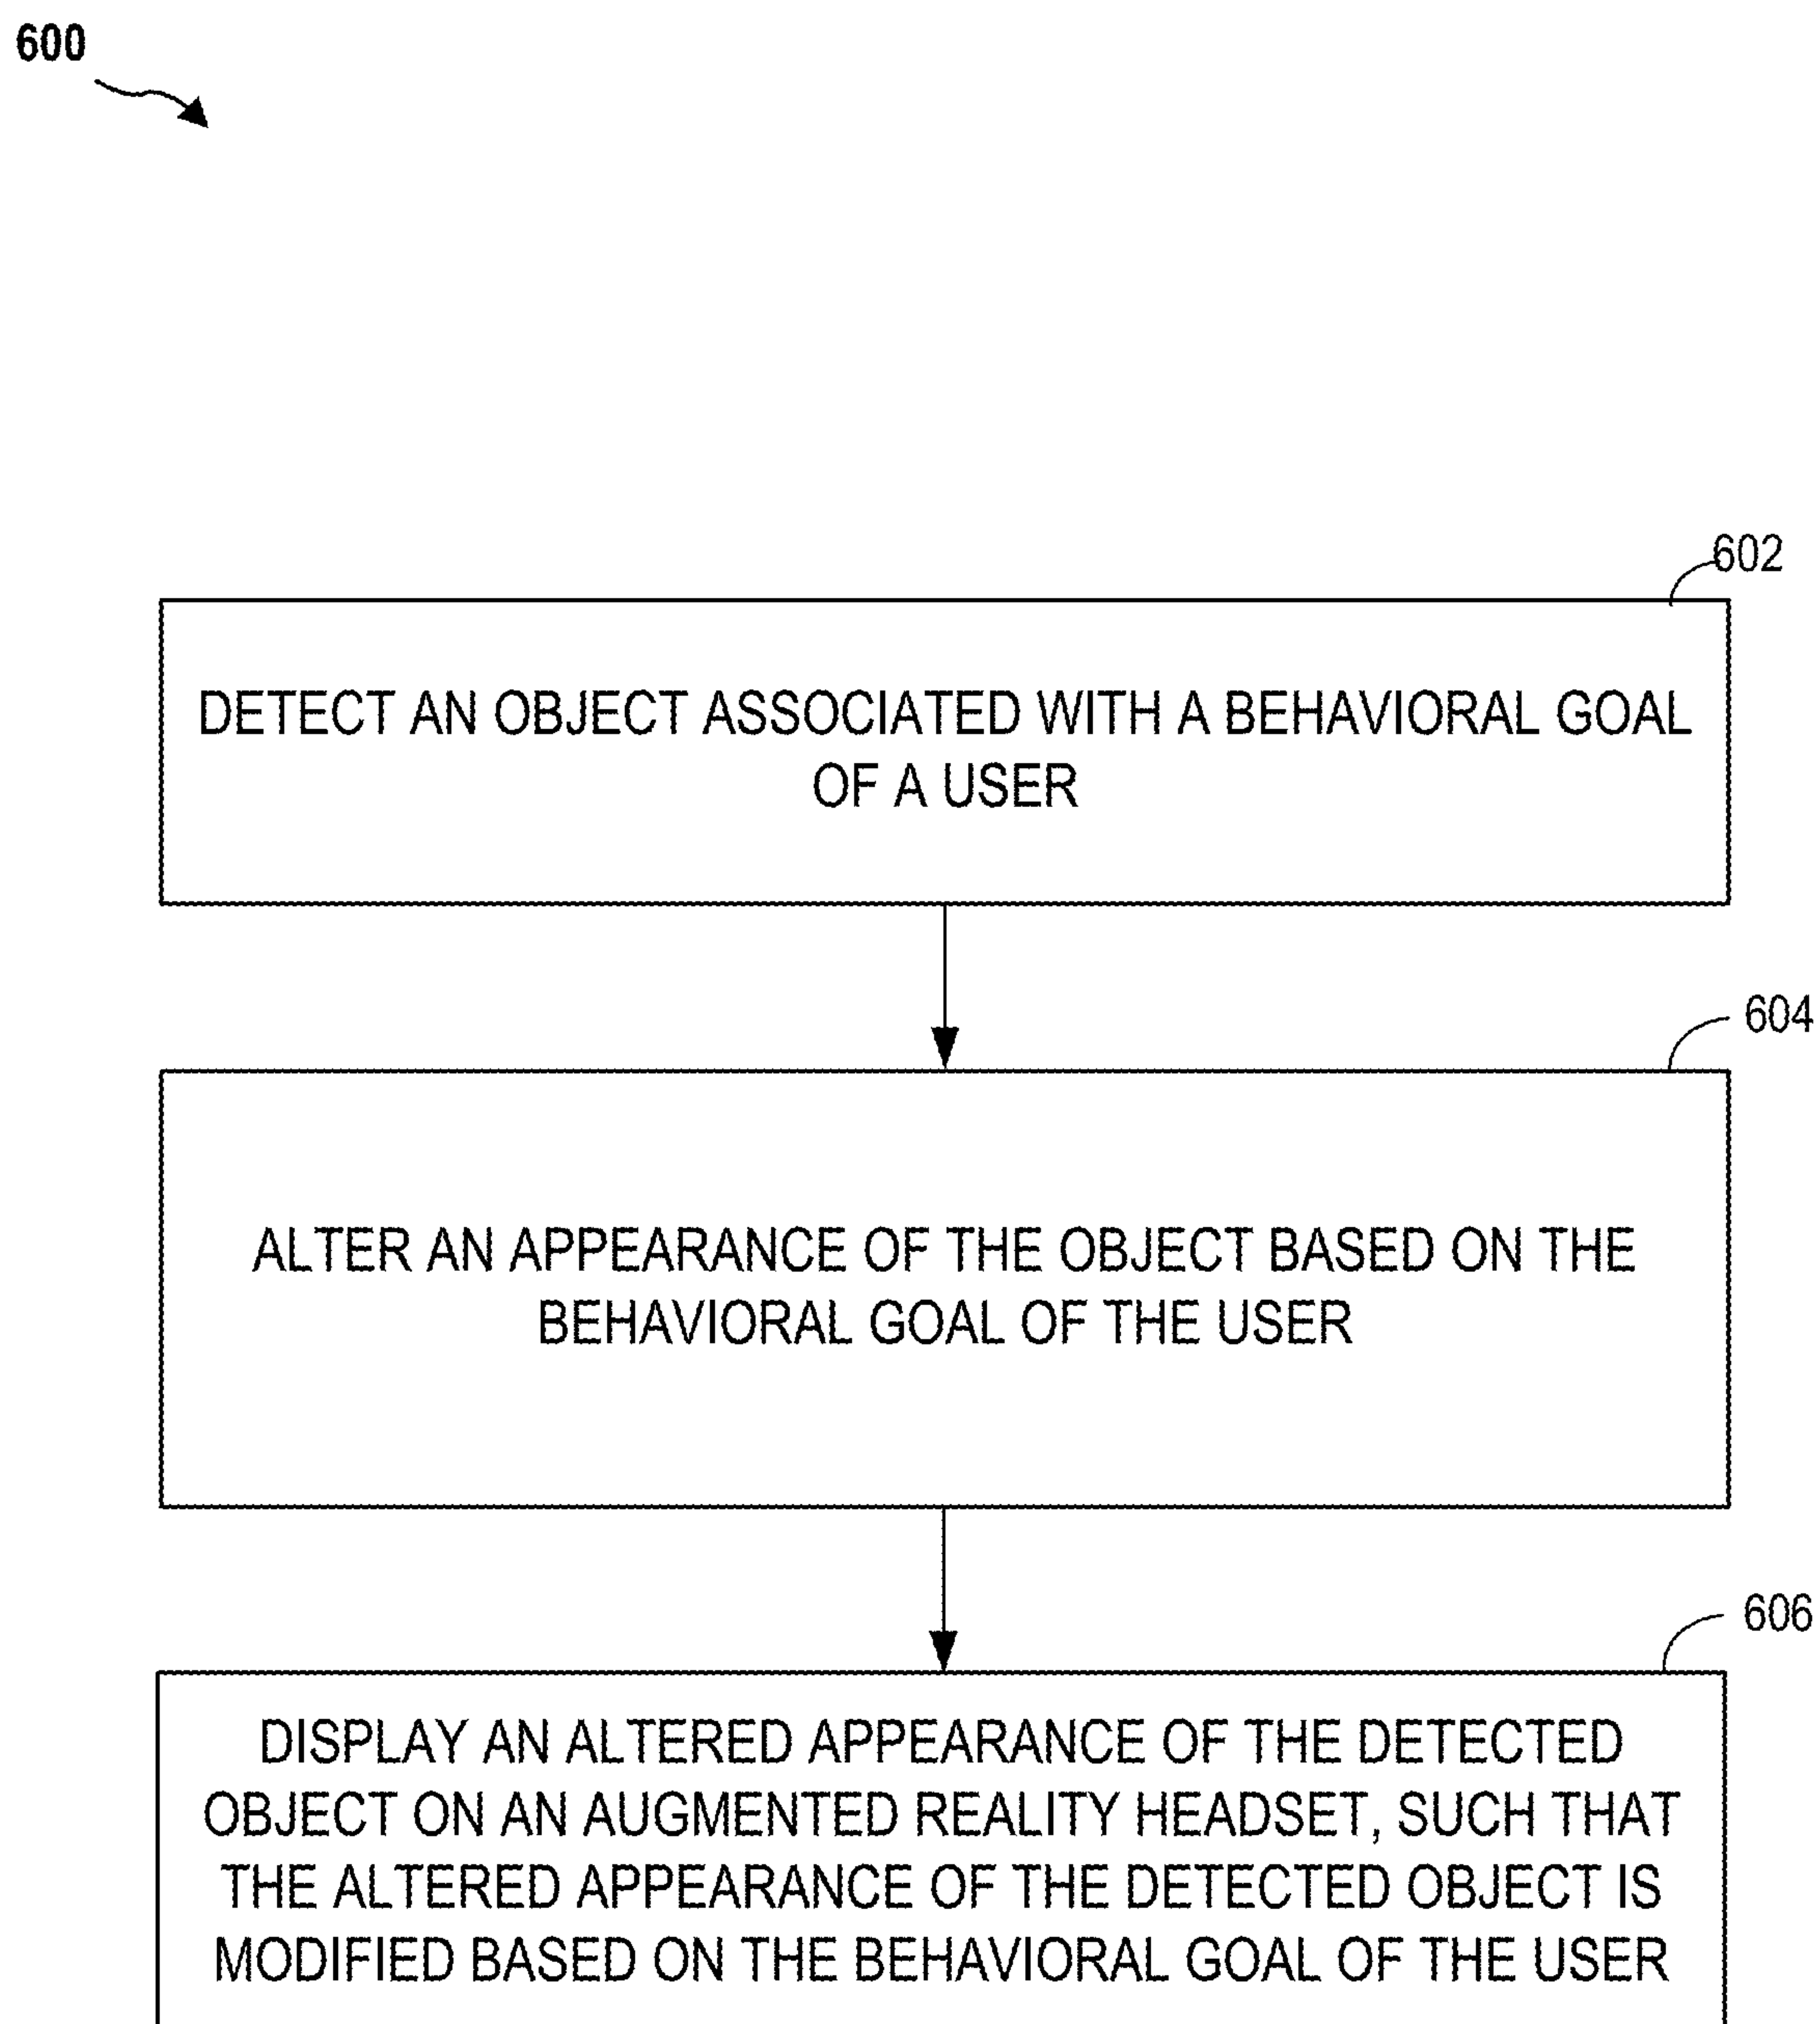 600
602
DETECT AN OBJECT ASSOCIATED WITH A BEHAVIORAL GOAL
OF A USER
604
ALTER AN APPEARANCE OF THE OBJECT BASED ON THE
BEHAVIORAL GOAL OF THE USER
606
DISPLAY AN ALTERED APPEARANCE OF THE DETECTED
OBJECT ON AN AUGMENTED REALITY HEADSET, SUCH THAT
THE ALTERED APPEARANCE OF THE DETECTED OBJECT IS
MODIFIED BASED ON THE BEHAVIORAL GOAL OF THE USER